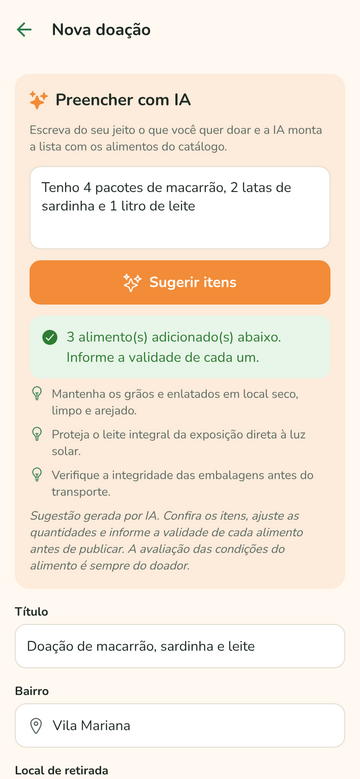 Nova doação
Preencher com IA
Escreva do seu jeito o que você quer doar e a IA monta
a lista com os alimentos do catálogo.
Tenho 4 pacotes de macarrão, 2 latas de
sardinha e 1 litro de leite
Sugerir itens
3 alimento(s) adicionado(s) abaixo.
Informe a validade de cada um.
Mantenha os grãos e enlatados em local seco,
limpo e arejado.
Proteja o leite integral da exposição direta à luz
solar.
Verifique a integridade das embalagens antes do
transporte.
Sugestão gerada por IA. Confira os itens, ajuste as
quantidades e informe a validade de cada alimento
antes de publicar. A avaliação das condições do
alimento é sempre do doador.
Título
Doação de macarrão, sardinha e leite
Bairro
Vila Mariana
Local de retirada